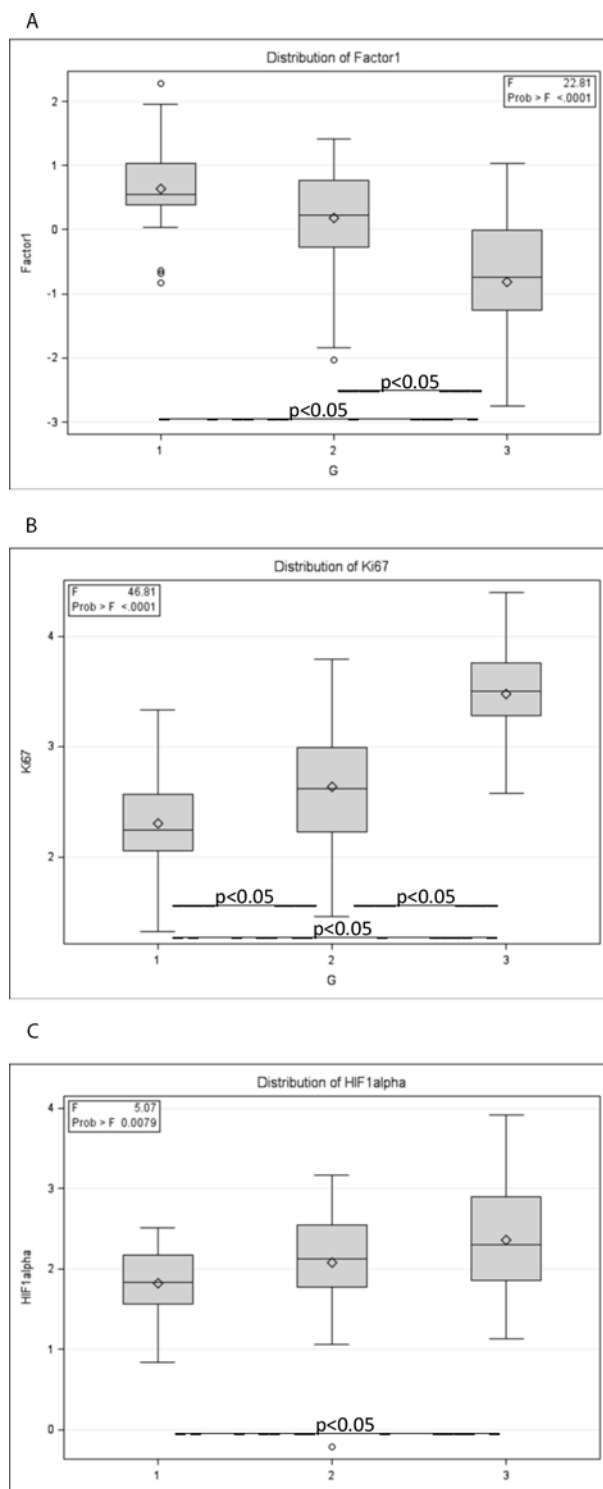 A
Distribution of Factor1
F 22.81
Prob > F <.0001
2
1
0
-1
-2
-3
Factor1
p<0.05
p<0.05
1 2 3
G
B
Distribution of Ki67
F 46.81
Prob > F <.0001
4
3
2
Ki67
p<0.05 p<0.05
p<0.05
1 2 3
G
C
Distribution of HIF1alpha
F 5.07
Prob > F 0.0079
4
3
2
1
0
HIF1alpha
p<0.05
1 2 3